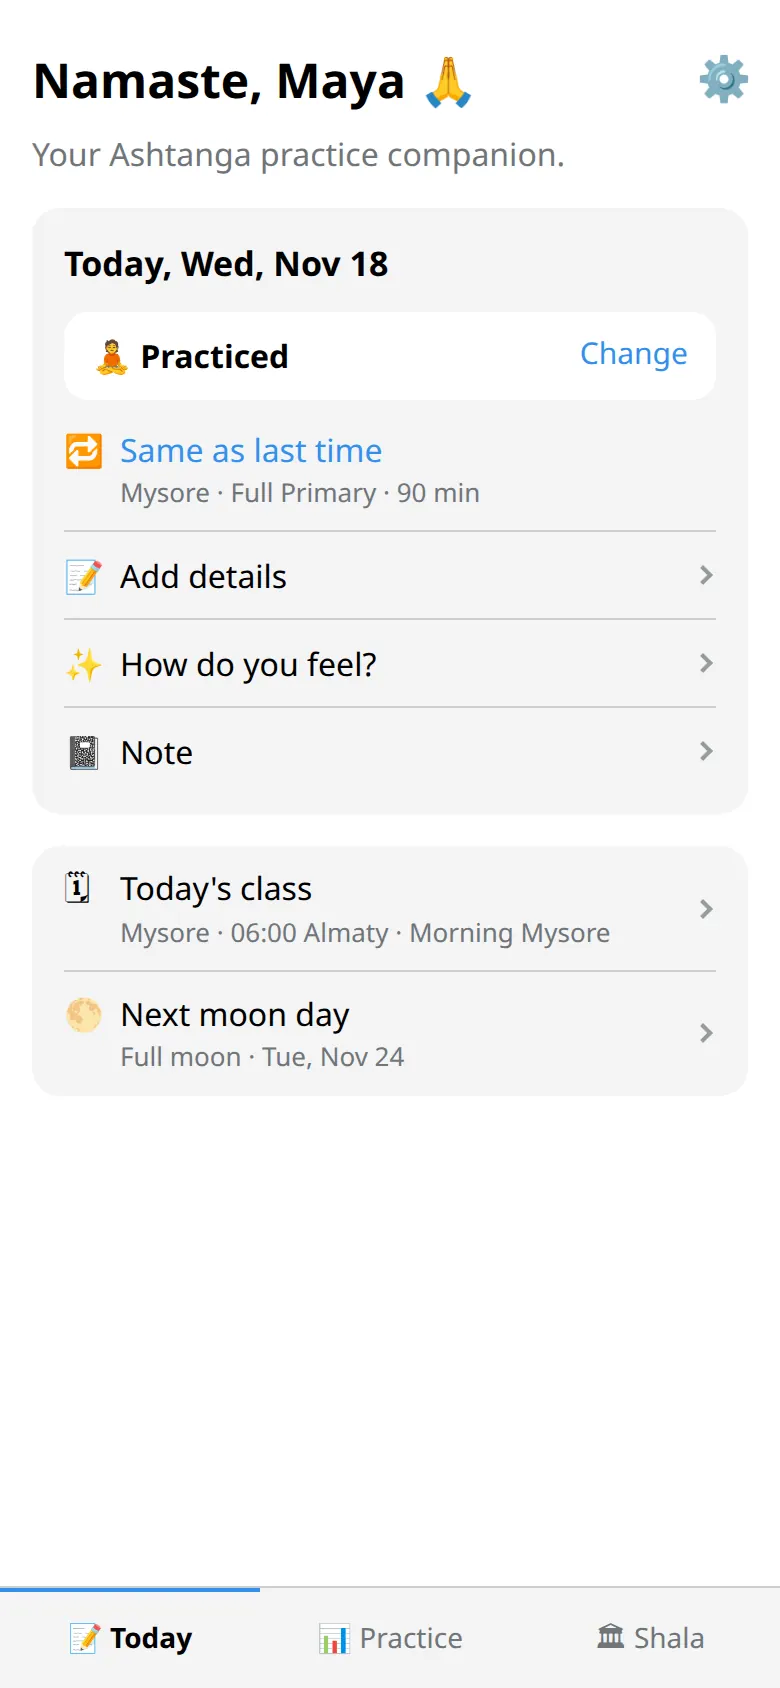 Namaste, Maya 🙏
Your Ashtanga practice companion.
Today, Wed, Nov 18
Practiced
Change
Same as last time
Mysore · Full Primary · 90 min
Add details
How do you feel?
Note
Today's class
Mysore · 06:00 Almaty · Morning Mysore
Next moon day
Full moon · Tue, Nov 24
Today
Practice
Shala